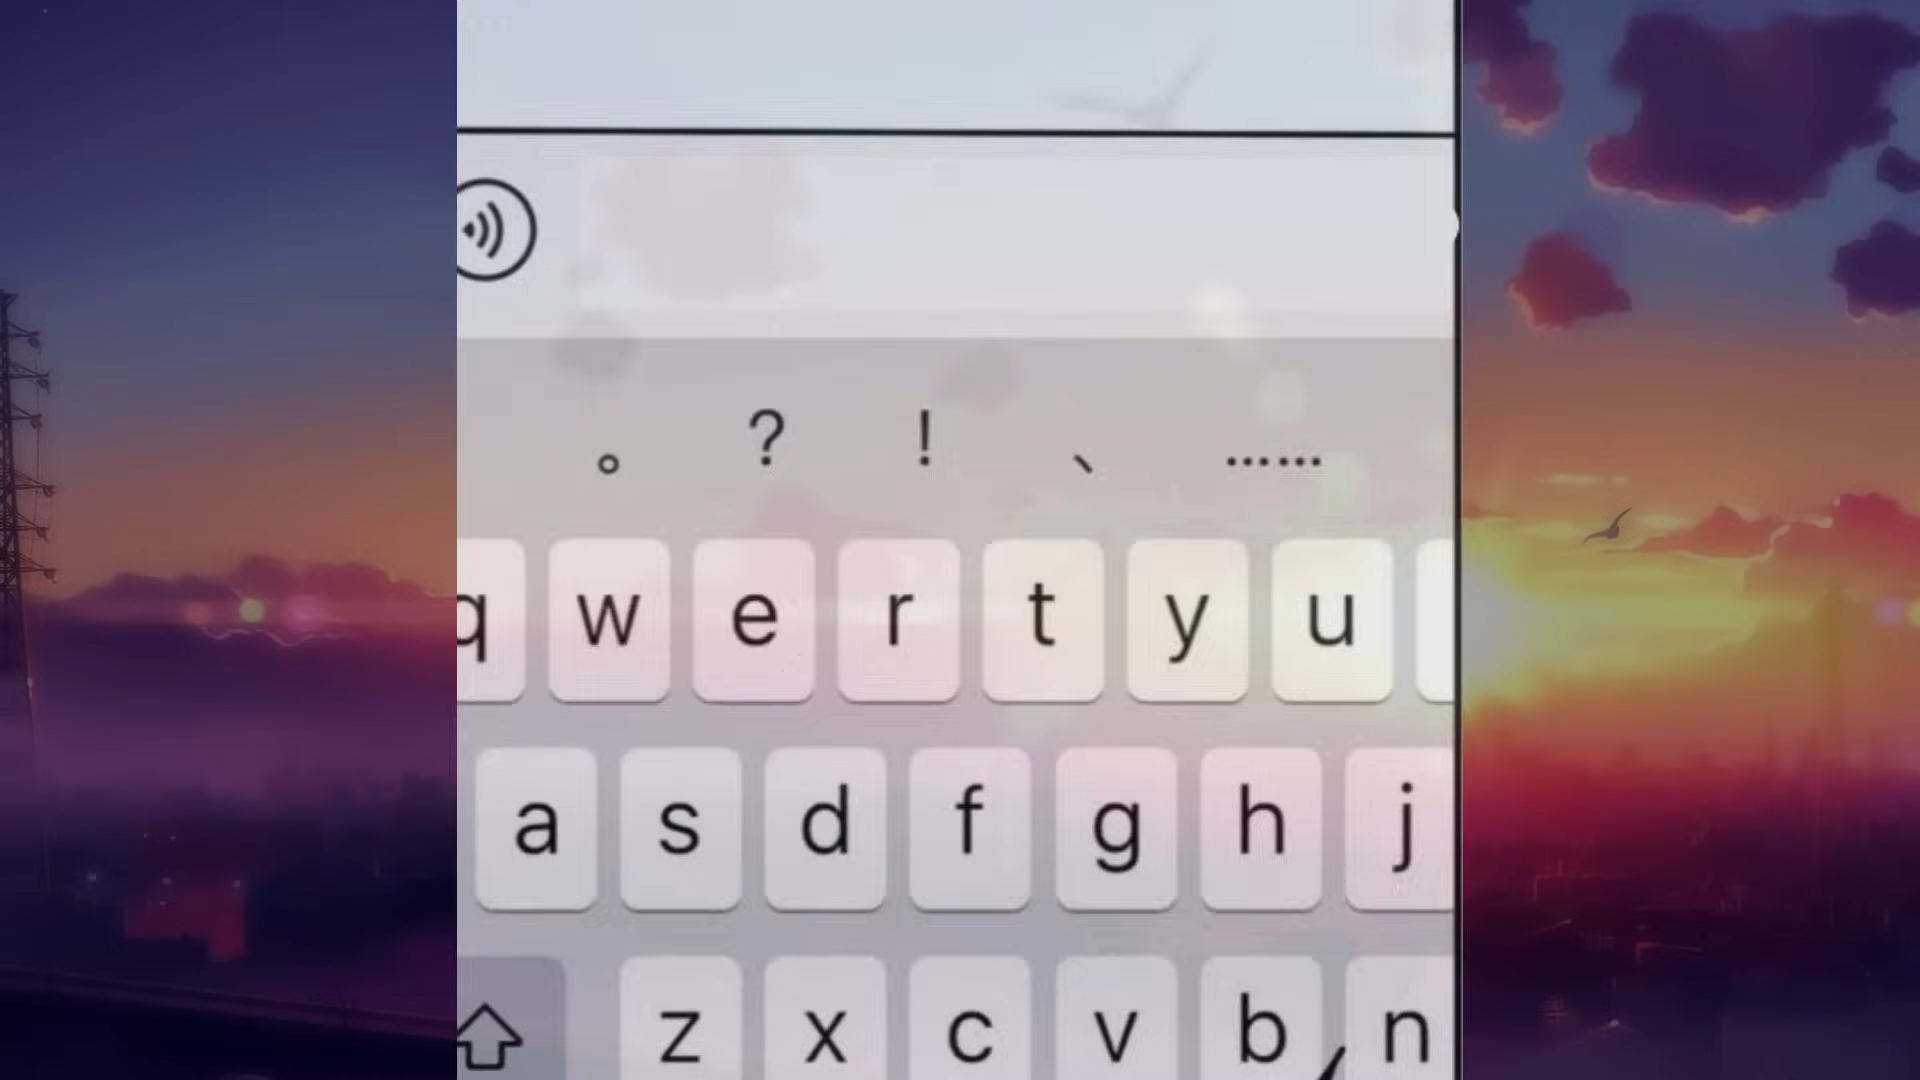 。 ? ! 、 ……
q w e r t y u
a s d f g h j
z x c v b n